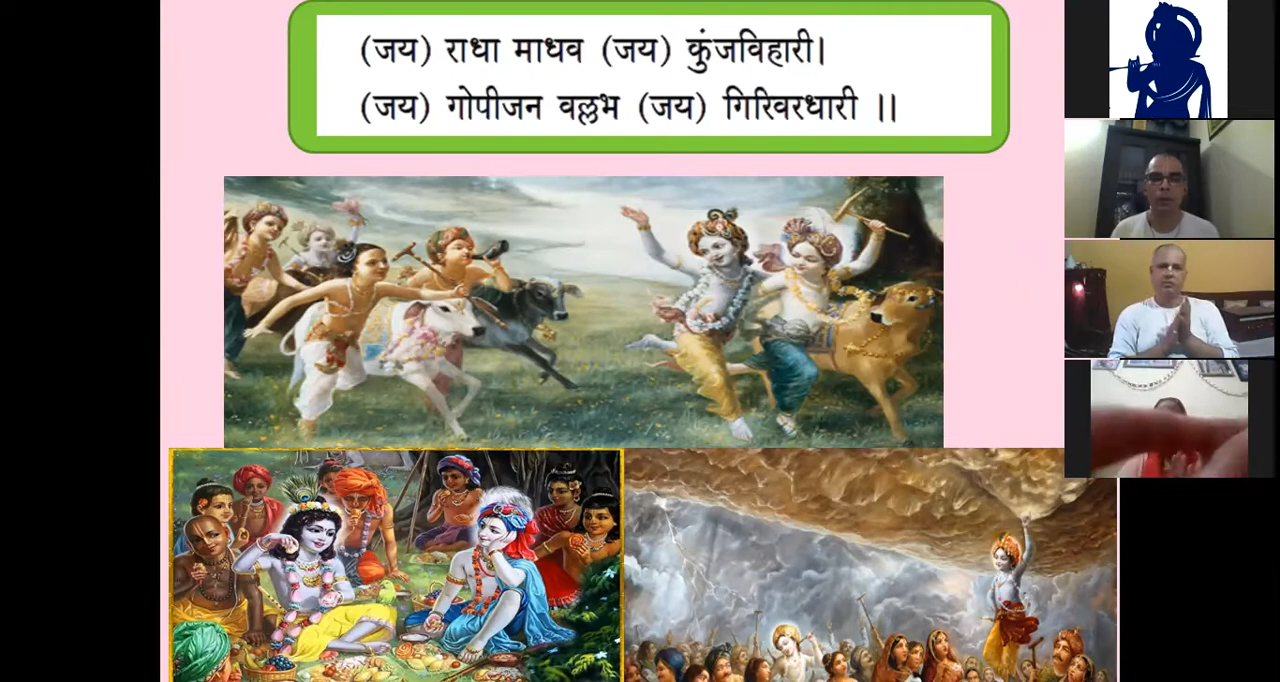 (जय) राधा माधव (जय) कुंजविहारी।
(जय) गोपीजन वल्लभ (जय) गिरिवरधारी ।।